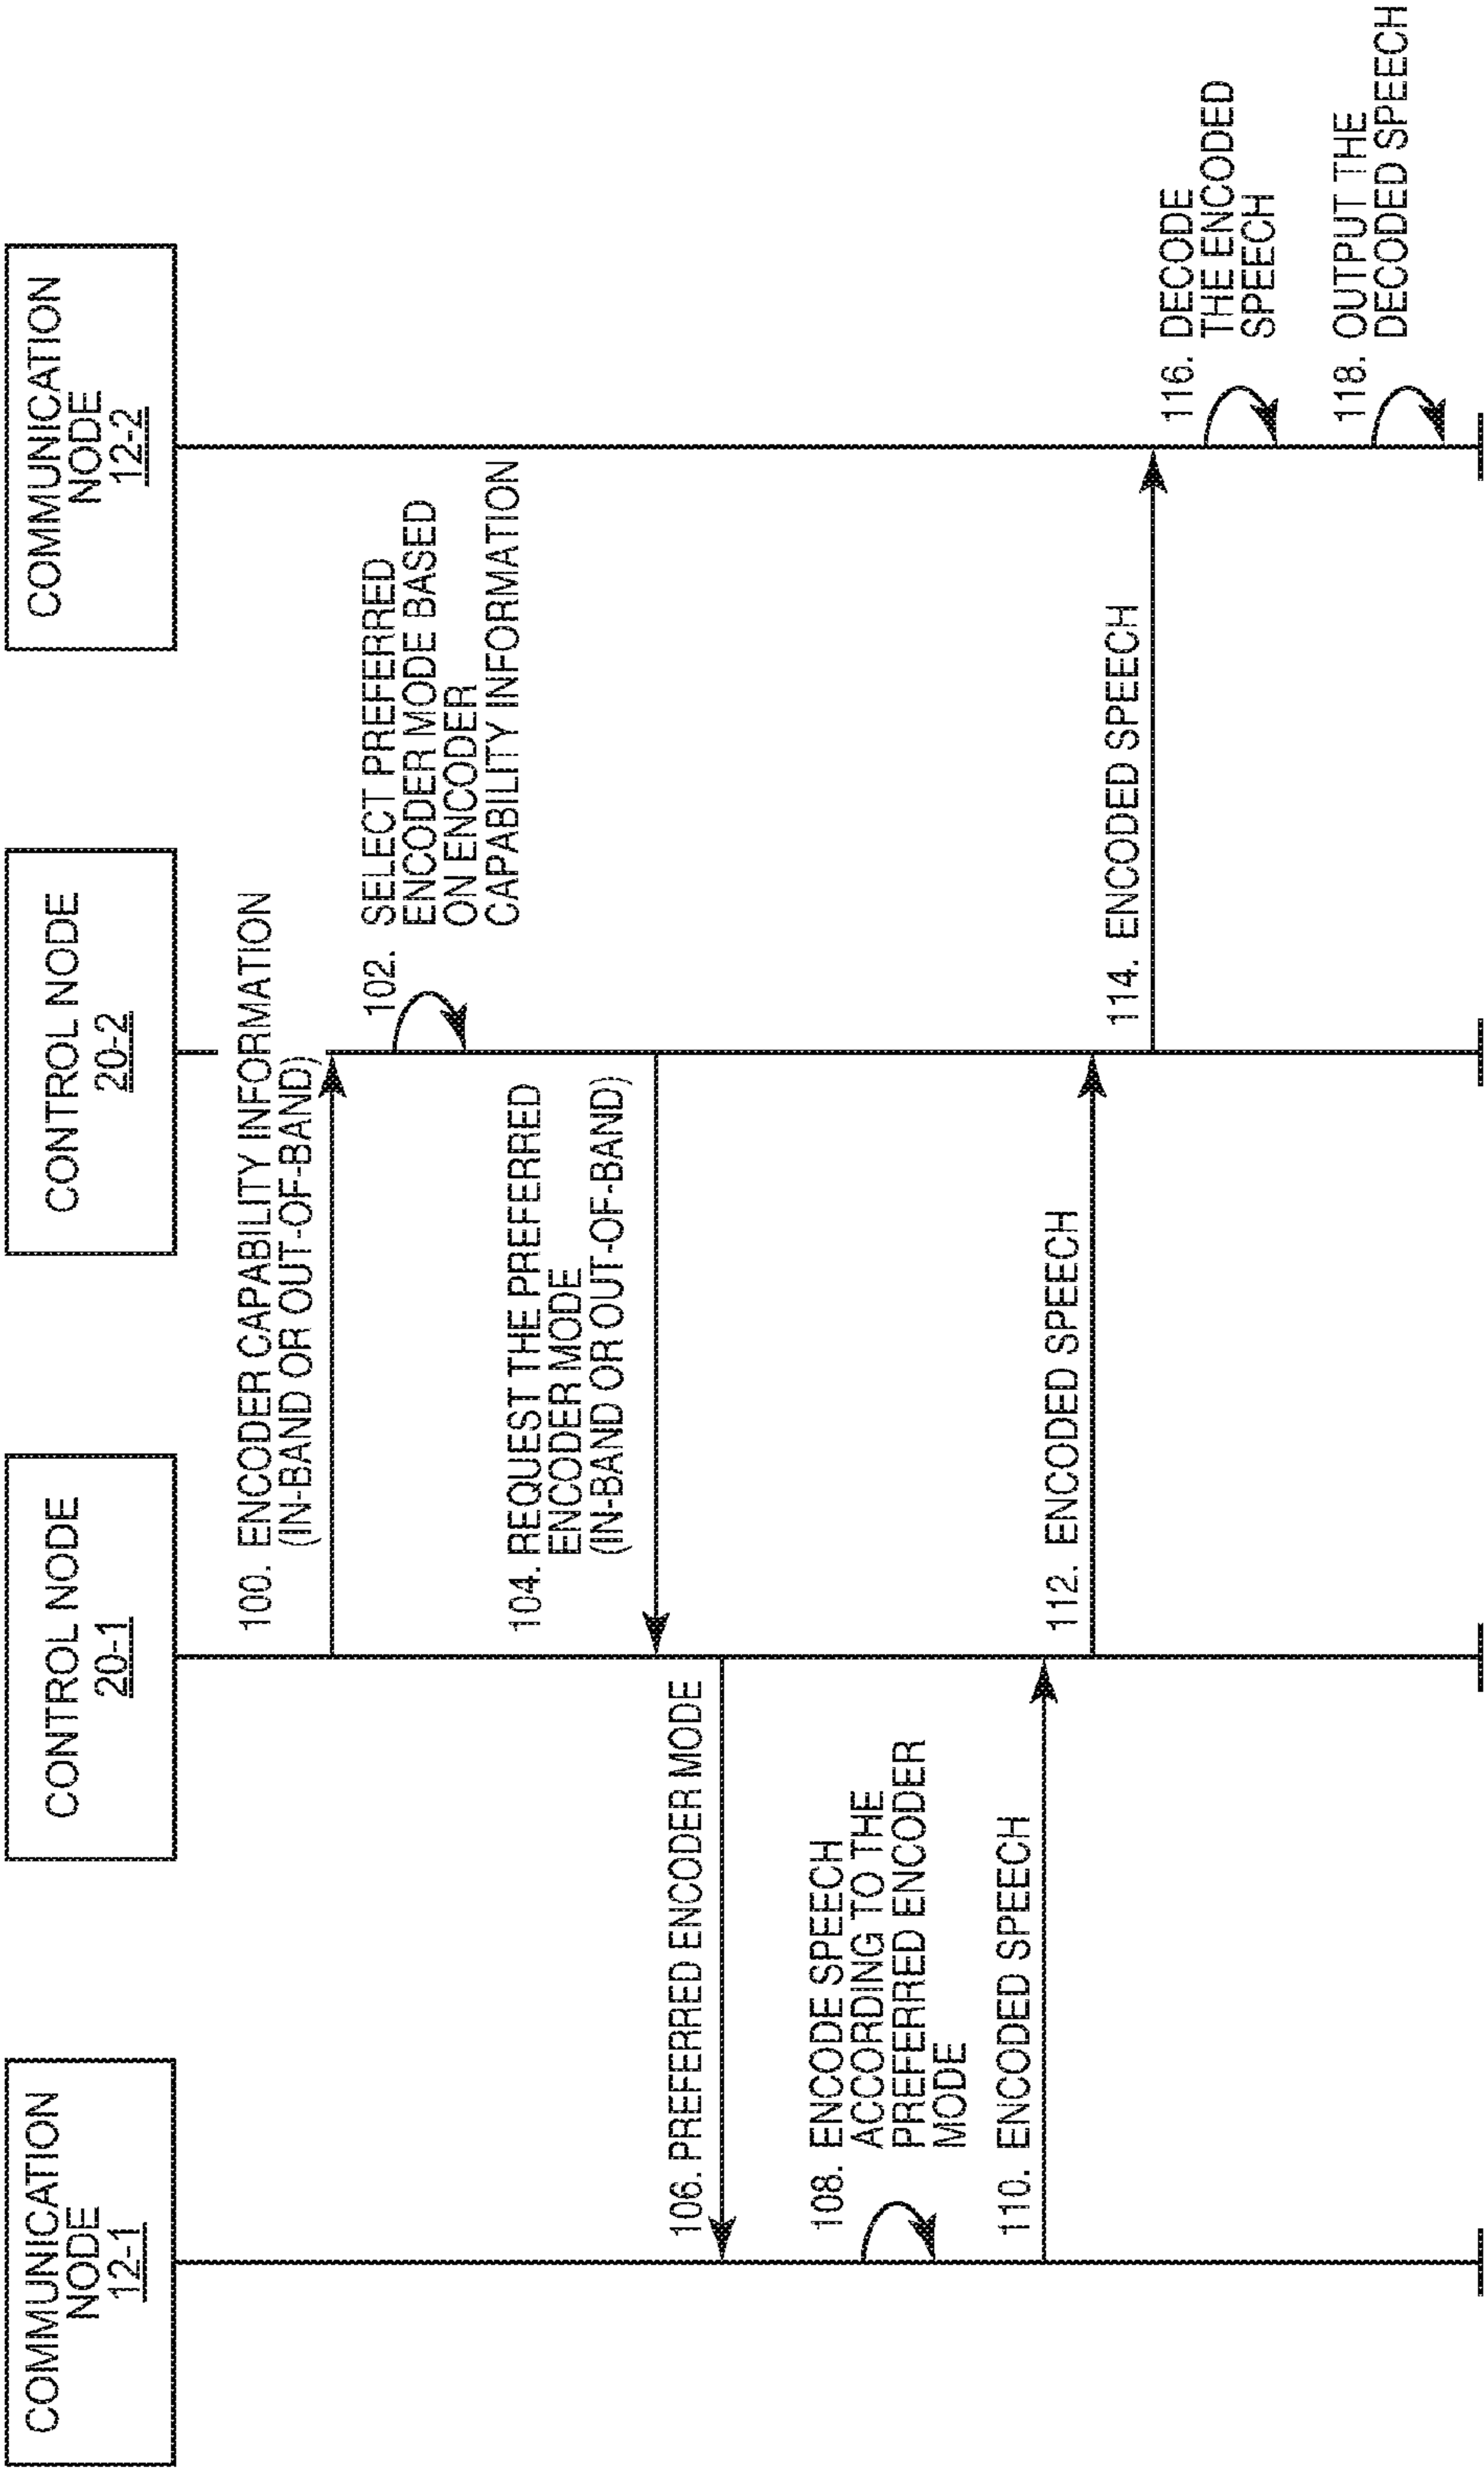 COMMUNICATION
NODE
12-1
CONTROL NODE
20-1
CONTROL NODE
20-2
COMMUNICATION
NODE
12-2
100. ENCODER CAPABILITY INFORMATION
(IN-BAND OR OUT-OF-BAND)
102. SELECT PREFERRED
ENCODER MODE BASED
ON ENCODER
CAPABILITY INFORMATION
104. REQUEST THE PREFERRED
ENCODER MODE
(IN-BAND OR OUT-OF-BAND)
106. PREFERRED ENCODER MODE
108. ENCODE SPEECH
ACCORDING TO THE
PREFERRED ENCODER
MODE
110. ENCODED SPEECH
112. ENCODED SPEECH
114. ENCODED SPEECH
116. DECODE
THE ENCODED
SPEECH
118. OUTPUT THE
DECODED SPEECH